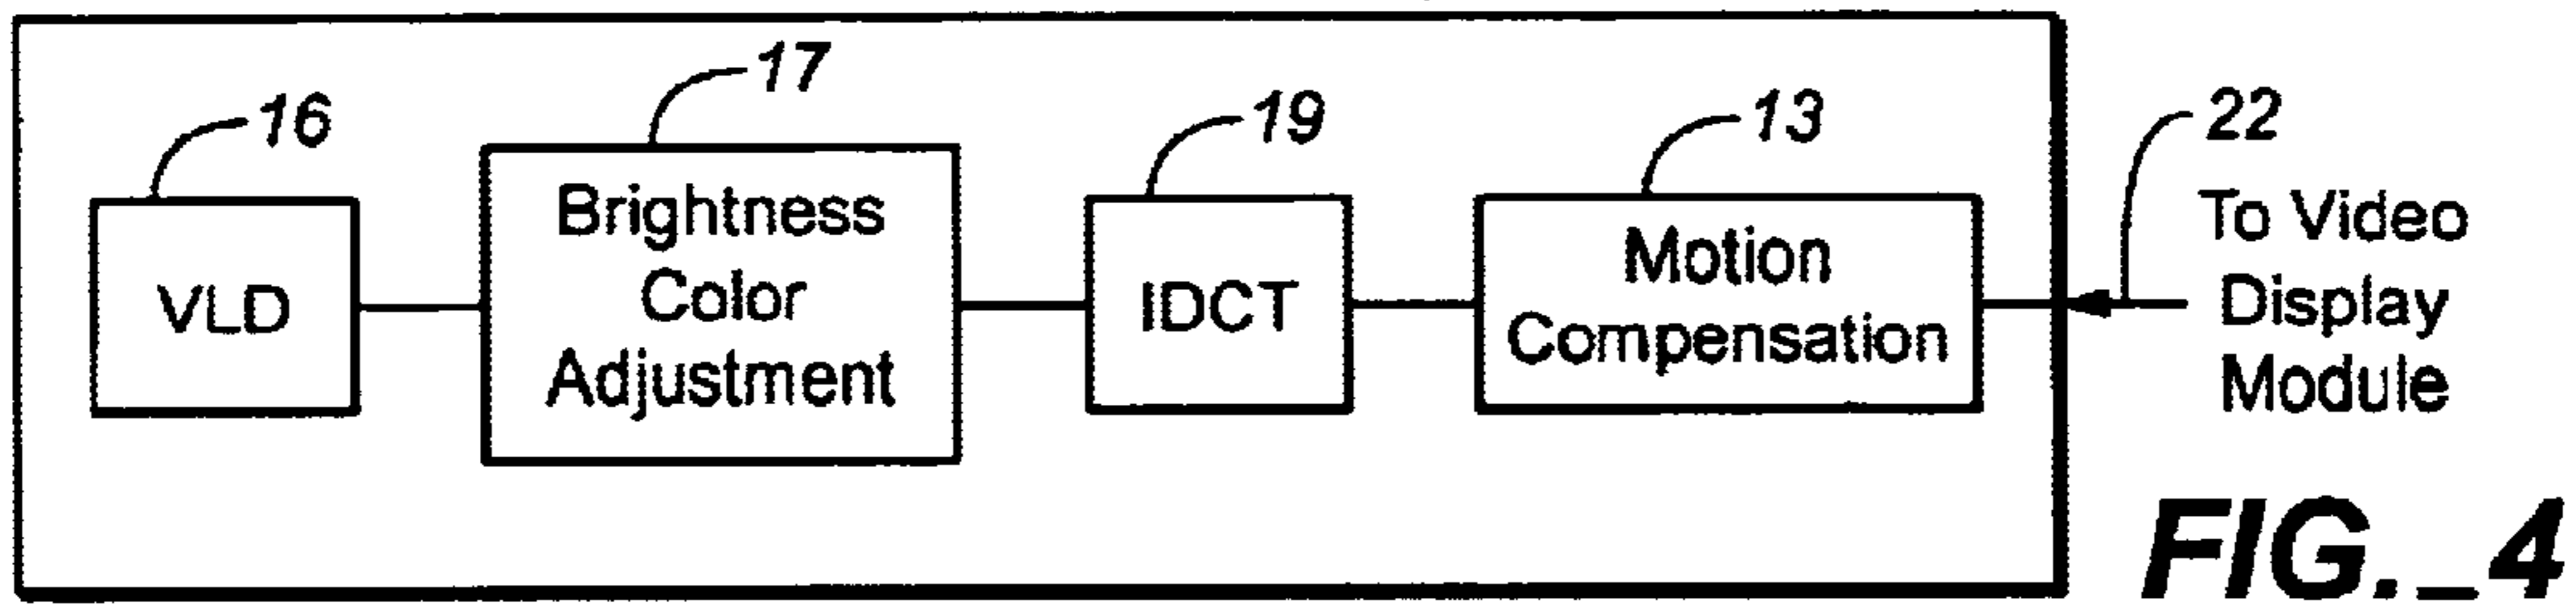 16
17
19
13
22
VLD
Brightness
Color
Adjustment
IDCT
Motion
Compensation
To Video
Display
Module
FIG._4